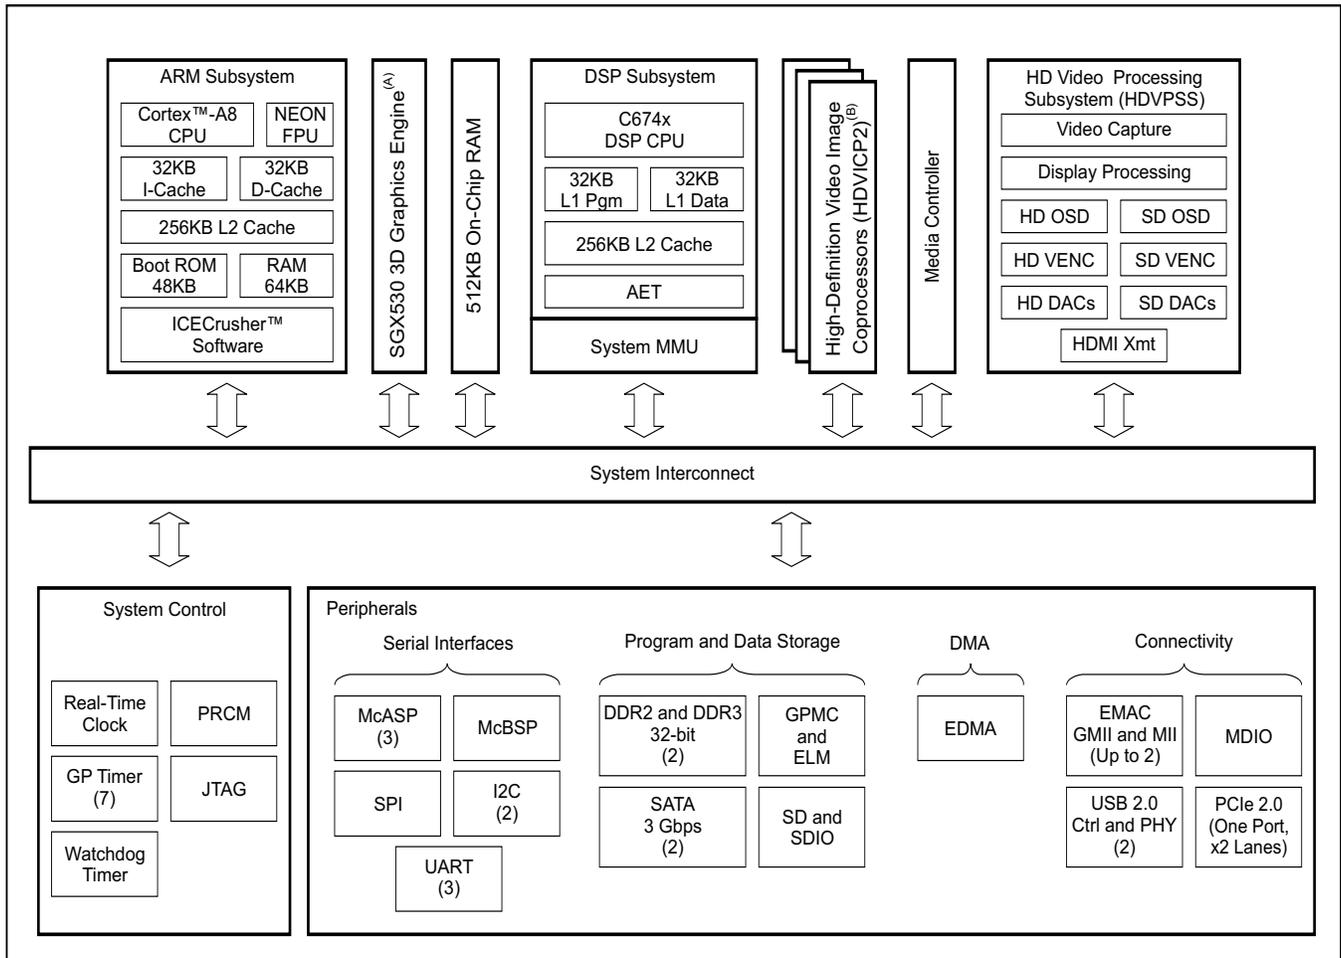 ARM Subsystem
Cortex™-A8
CPU
NEON
FPU
32KB
I-Cache
32KB
D-Cache
256KB L2 Cache
Boot ROM
48KB
RAM
64KB
ICECrusher™
Software
SGX530 3D Graphics Engine(A)
512KB On-Chip RAM
DSP Subsystem
C674x
DSP CPU
32KB
L1 Pgm
32KB
L1 Data
256KB L2 Cache
AET
System MMU
High-Definition Video Image
Coprocessors (HDVICP2)(B)
Media Controller
HD Video Processing
Subsystem (HDVPSS)
Video Capture
Display Processing
HD OSD
SD OSD
HD VENC
SD VENC
HD DACs
SD DACs
HDMI Xmt
System Interconnect
System Control
Real-Time
Clock
PRCM
GP Timer
(7)
JTAG
Watchdog
Timer
Peripherals
Serial Interfaces
McASP
(3)
McBSP
SPI
I2C
(2)
UART
(3)
Program and Data Storage
DDR2 and DDR3
32-bit
(2)
GPMC
and
ELM
SATA
3 Gbps
(2)
SD and
SDIO
DMA
EDMA
Connectivity
EMAC
GMII and MII
(Up to 2)
MDIO
USB 2.0
Ctrl and PHY
(2)
PCIe 2.0
(One Port,
x2 Lanes)